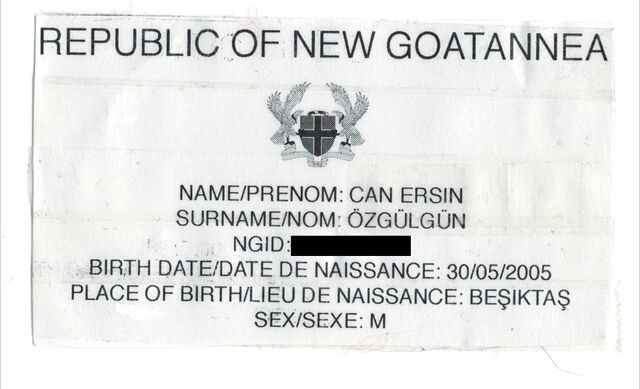 REPUBLIC OF NEW GOATANNEA
NAME/PRENOM: CAN ERSIN
SURNAME/NOM: ÖZGÜLGÜN
NGID:
BIRTH DATE/DATE DE NAISSANCE: 30/05/2005
PLACE OF BIRTH/LIEU DE NAISSANCE: BEŞİKTAŞ
SEX/SEXE: M